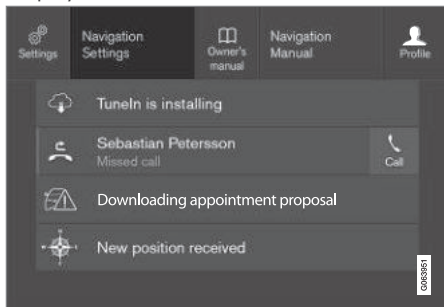 Settings
Navigation
Settings
Owner's
manual
Navigation
Manual
Profile
TuneIn is installing
Sebastian Petersson
Missed call
Call
Downloading appointment proposal
New position received
G063951